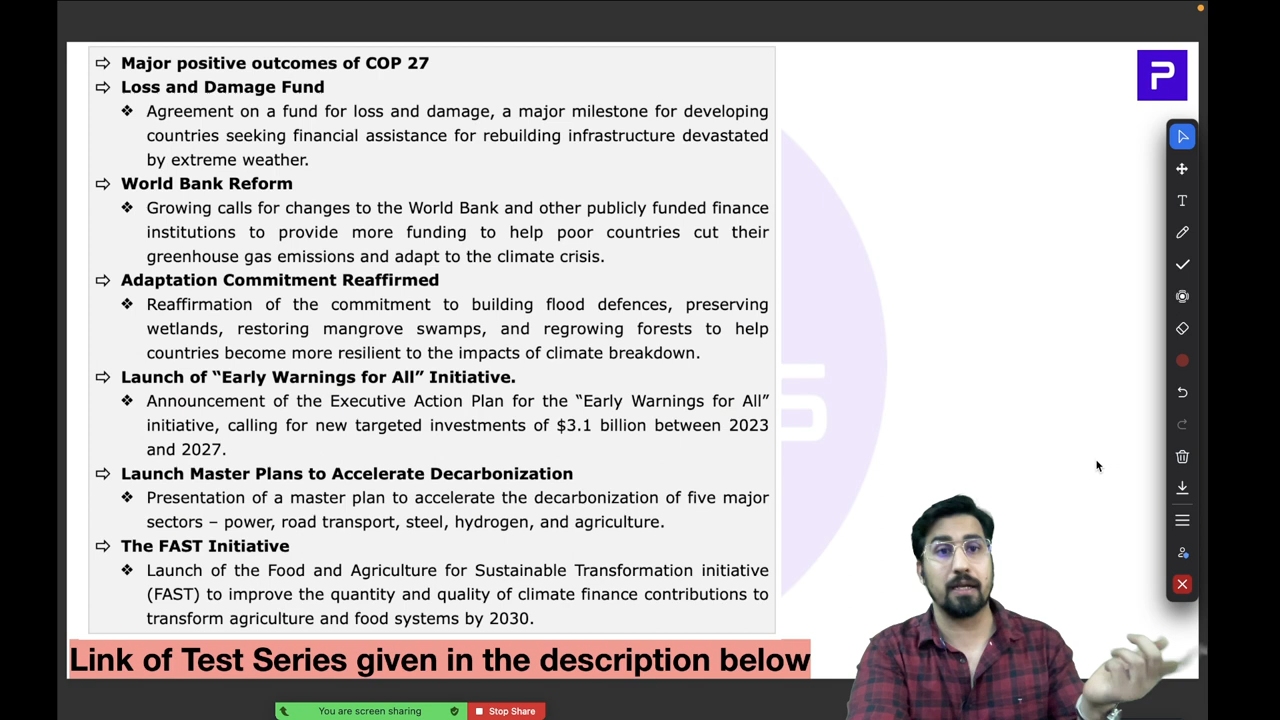 ⇨ Major positive outcomes of COP 27
⇨ Loss and Damage Fund
❖ Agreement on a fund for loss and damage, a major milestone for developing
countries seeking financial assistance for rebuilding infrastructure devastated
by extreme weather.
⇨ World Bank Reform
❖ Growing calls for changes to the World Bank and other publicly funded finance
institutions to provide more funding to help poor countries cut their
greenhouse gas emissions and adapt to the climate crisis.
⇨ Adaptation Commitment Reaffirmed
❖ Reaffirmation of the commitment to building flood defences, preserving
wetlands, restoring mangrove swamps, and regrowing forests to help
countries become more resilient to the impacts of climate breakdown.
⇨ Launch of “Early Warnings for All” Initiative.
❖ Announcement of the Executive Action Plan for the “Early Warnings for All”
initiative, calling for new targeted investments of $3.1 billion between 2023
and 2027.
⇨ Launch Master Plans to Accelerate Decarbonization
❖ Presentation of a master plan to accelerate the decarbonization of five major
sectors – power, road transport, steel, hydrogen, and agriculture.
⇨ The FAST Initiative
❖ Launch of the Food and Agriculture for Sustainable Transformation initiative
(FAST) to improve the quantity and quality of climate finance contributions to
transform agriculture and food systems by 2030.
Link of Test Series given in the description below
You are screen sharing
Stop Share
P
T
S